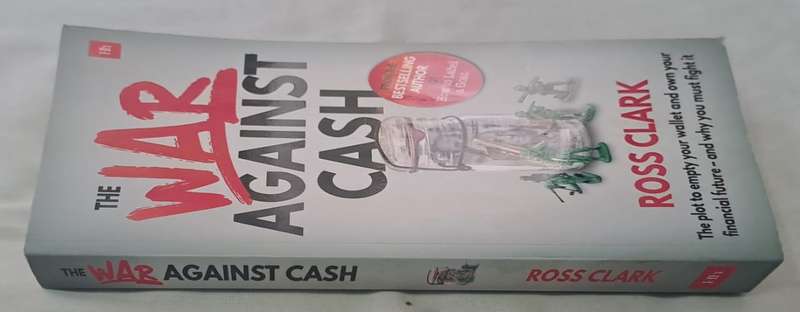 THE
WAR
AGAINST
CASH
BESTSELLING
AUTHOR
ROSS CLARK
The plot to empty your wallet and own your
financial future – and why you must fight it
THE WAR AGAINST CASH
ROSS CLARK